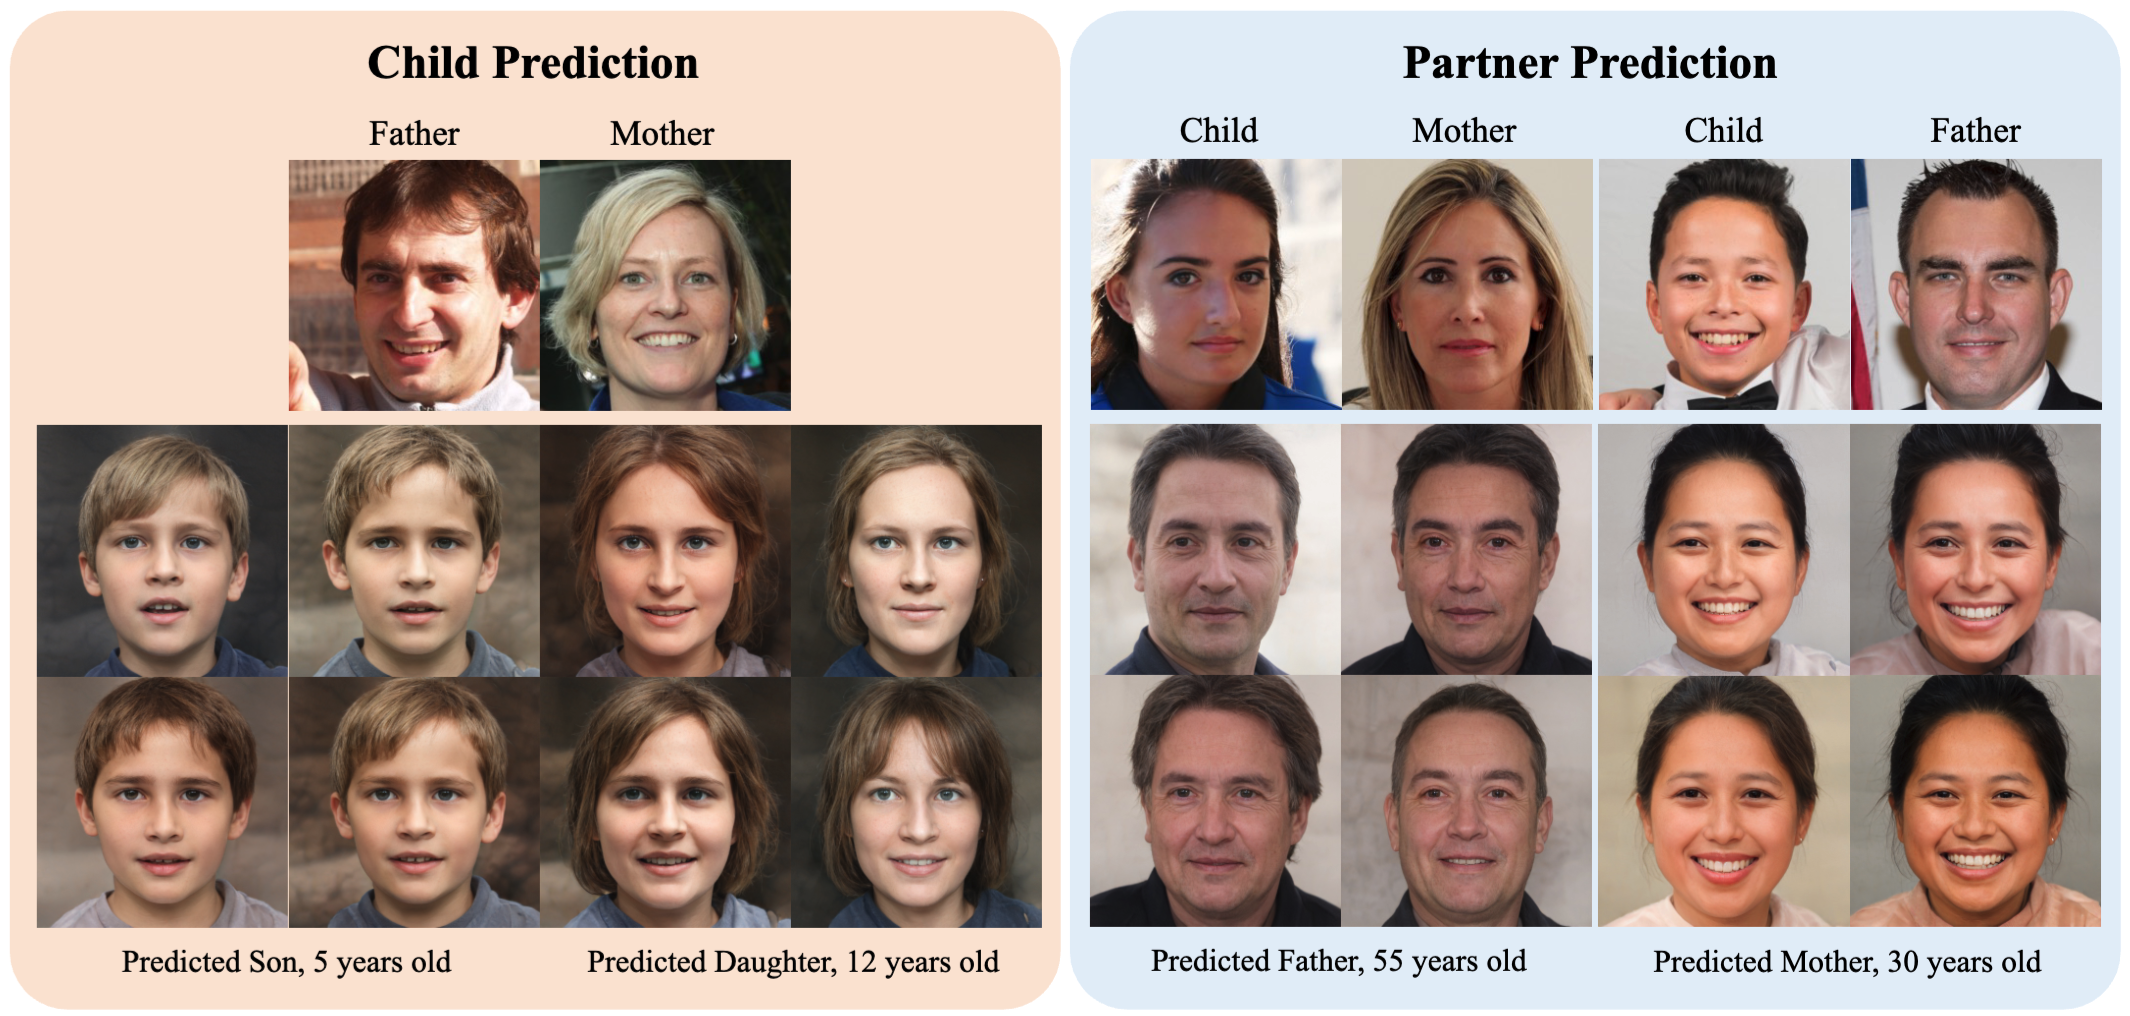 Child Prediction
Father
Mother
Predicted Son, 5 years old
Predicted Daughter, 12 years old
Partner Prediction
Child
Mother
Child
Father
Predicted Father, 55 years old
Predicted Mother, 30 years old